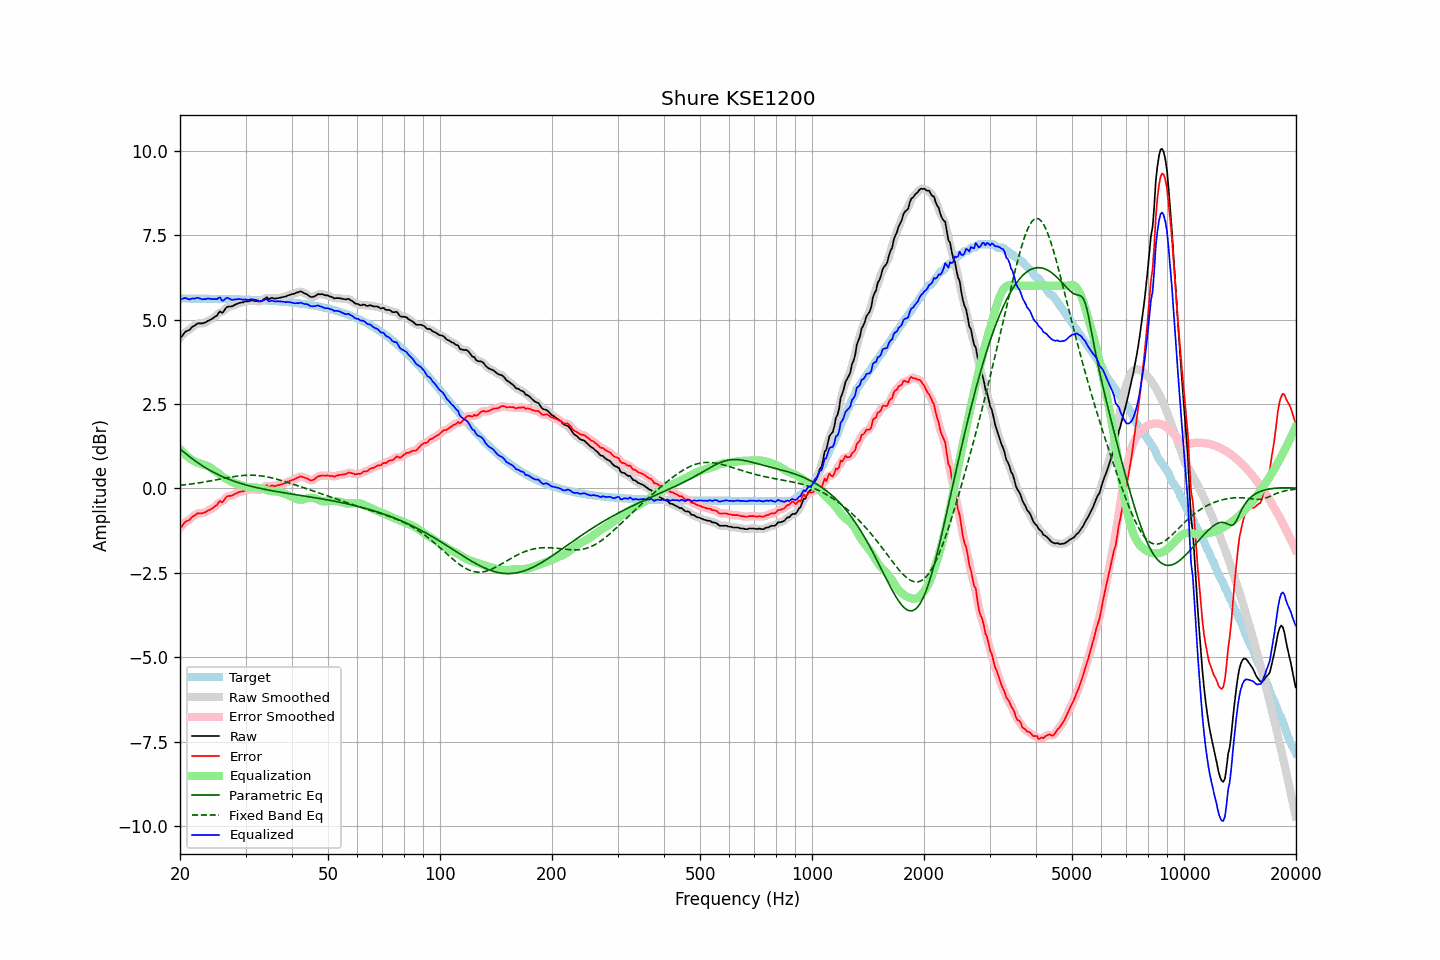 Shure KSE1200
Amplitude (dBr)
10.0
7.5
5.0
2.5
0.0
−2.5
−5.0
−7.5
−10.0
Target
Raw Smoothed
Error Smoothed
Raw
Error
Equalization
Parametric Eq
Fixed Band Eq
Equalized
20 50 100 200 500 1000 2000 5000 10000 20000
Frequency (Hz)